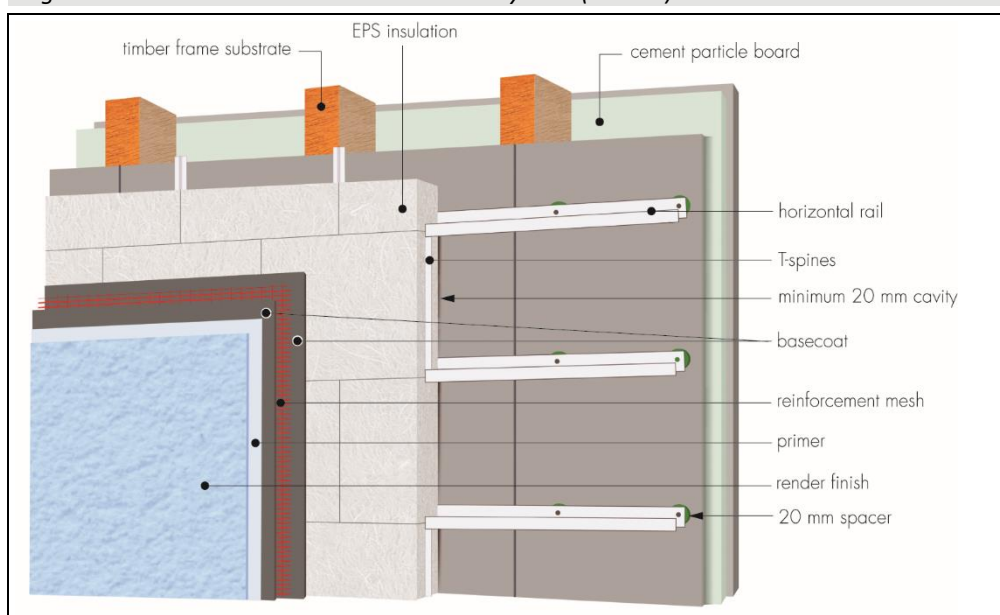 EPS insulation
timber frame substrate
cement particle board
horizontal rail
T-spines
minimum 20 mm cavity
basecoat
reinforcement mesh
primer
render finish
20 mm spacer